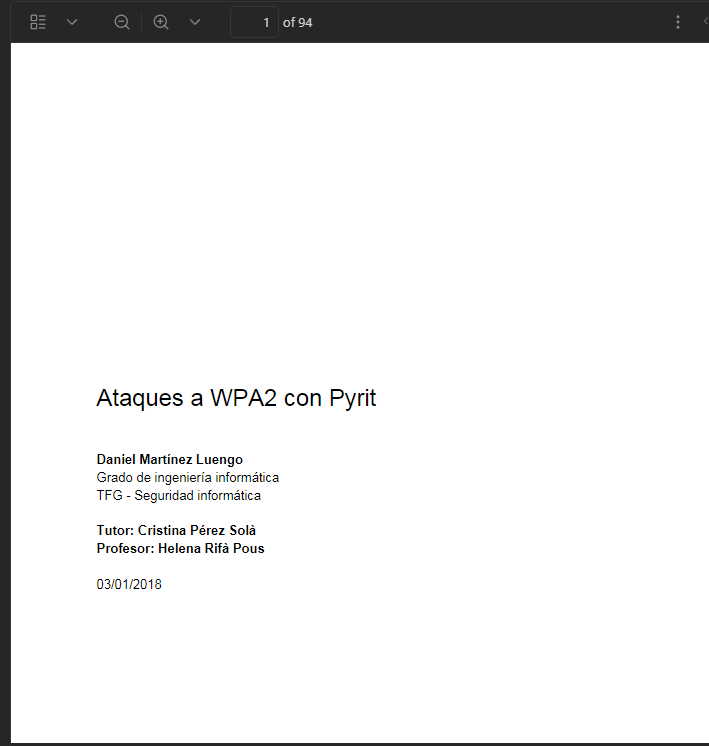 1 of 94
Ataques a WPA2 con Pyrit
Daniel Martínez Luengo
Grado de ingeniería informática
TFG - Seguridad informática
Tutor: Cristina Pérez Solà
Profesor: Helena Rifà Pous
03/01/2018